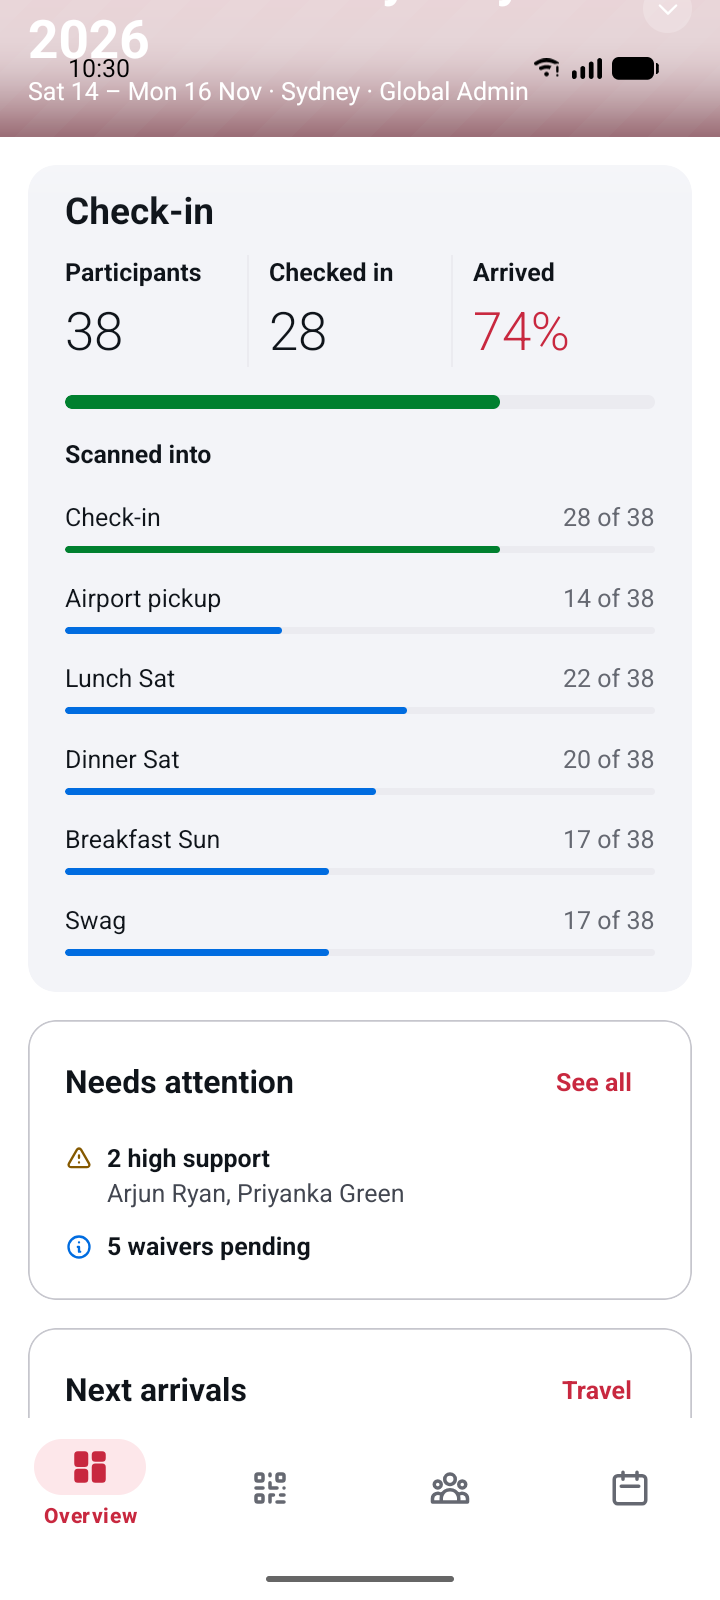 2026
10:30
Sat 14 – Mon 16 Nov · Sydney · Global Admin
Check-in
Participants
Checked in
Arrived
38
28
74%
Scanned into
Check-in
28 of 38
Airport pickup
14 of 38
Lunch Sat
22 of 38
Dinner Sat
20 of 38
Breakfast Sun
17 of 38
Swag
17 of 38
Needs attention
See all
2 high support
Arjun Ryan, Priyanka Green
5 waivers pending
Next arrivals
Travel
Overview